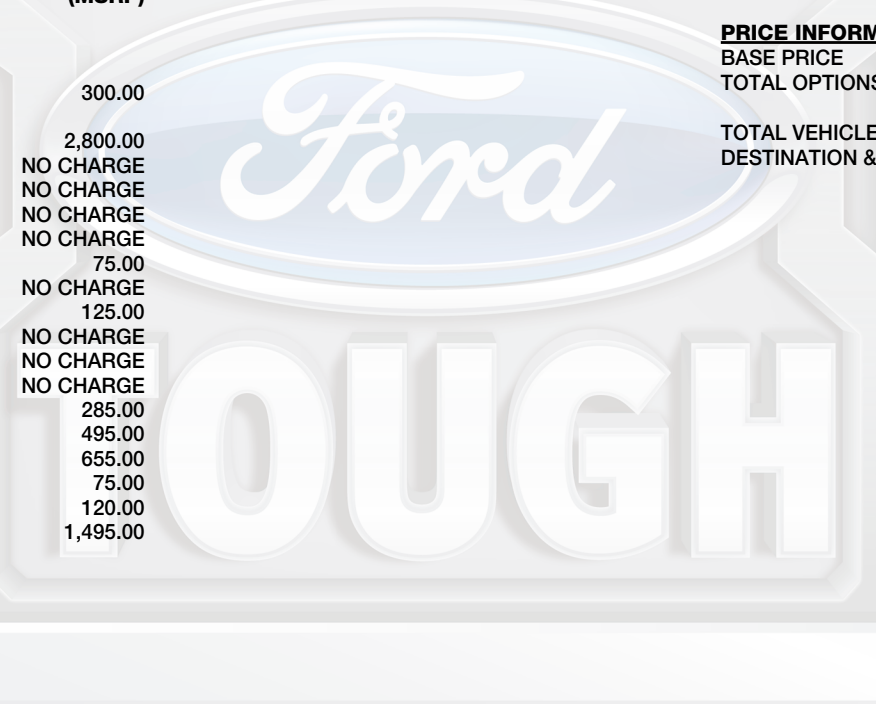 (MSRP)
300.00
2,800.00
NO CHARGE
NO CHARGE
NO CHARGE
NO CHARGE
75.00
NO CHARGE
125.00
NO CHARGE
NO CHARGE
NO CHARGE
285.00
495.00
655.00
75.00
120.00
1,495.00
PRICE INFORM
BASE PRICE
TOTAL OPTIONS
TOTAL VEHICLE
DESTINATION &
Ford
TOUGH